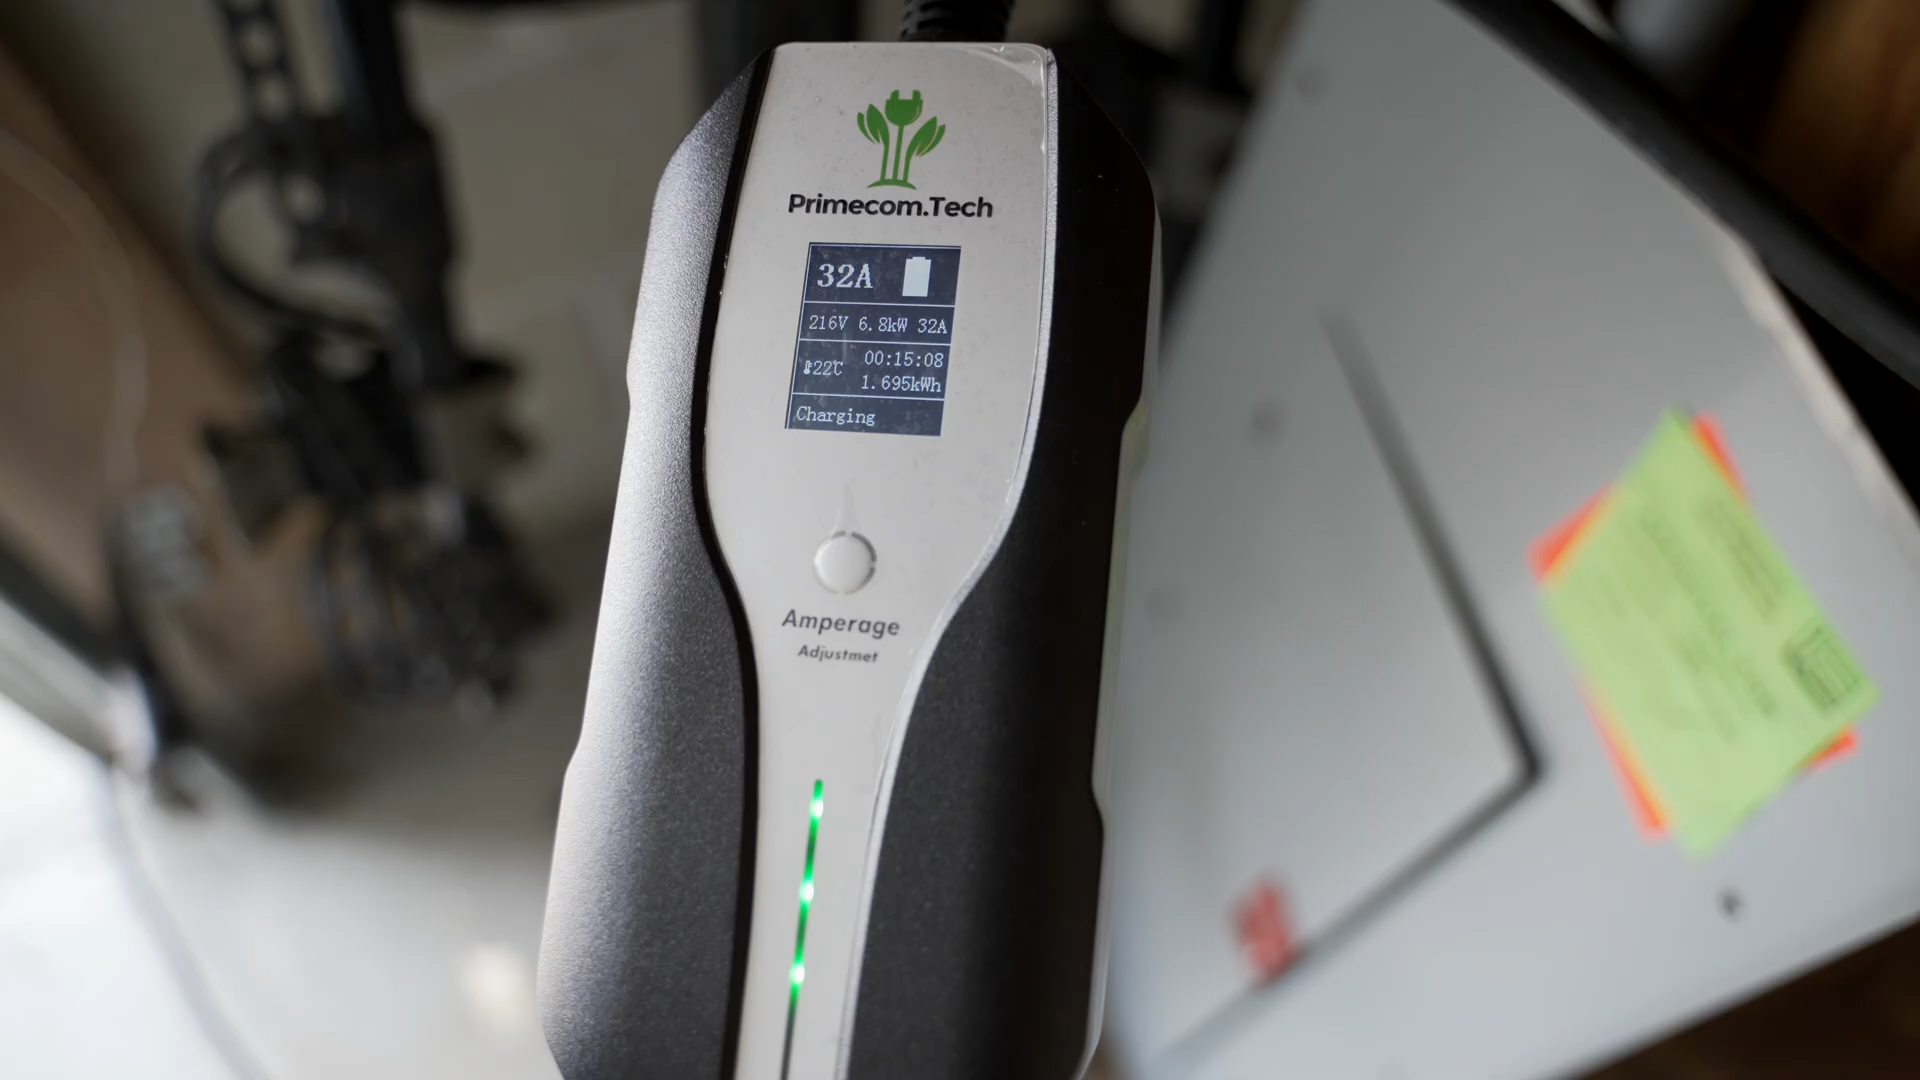 Primecom.Tech
32A
216V 6.8kW 32A
22℃ 00:15:08
1.695kWh
Charging
Amperage
Adjustmet